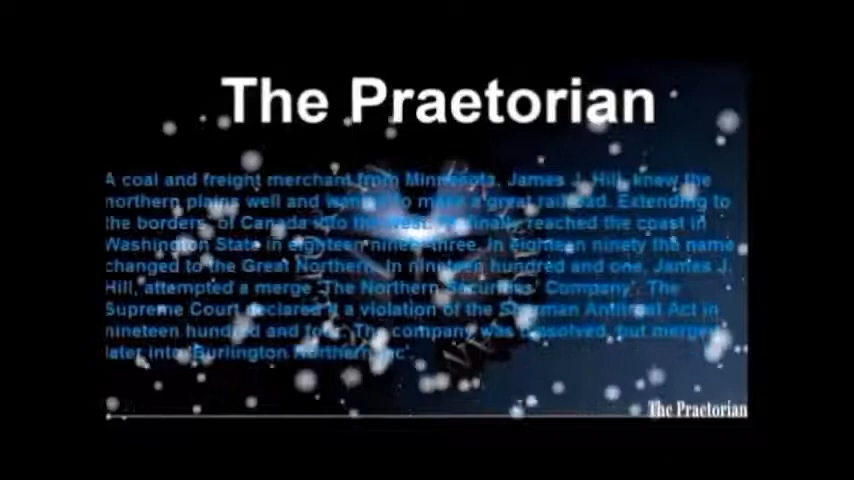 The Praetorian
A coal and freight merchant from Minnesota, James J. Hill, knew the
northern plains well and wanted to make a great railroad. Extending to
the borders, of Canada into the west. It finally reached the coast in
Washington State in eighteen ninee-three. In eighteen ninety the name
changed to the Great Northern. In nineteen hundred and one, James J.
Hill, attempted a merge 'The Northern Securities' Company'. The
Supreme Court declared it a violation of the Sherman Antitrust Act in
nineteen hundred and four. The company was dissolved, but merged
later into 'Burlington Northern Inc'.
The Praetorian